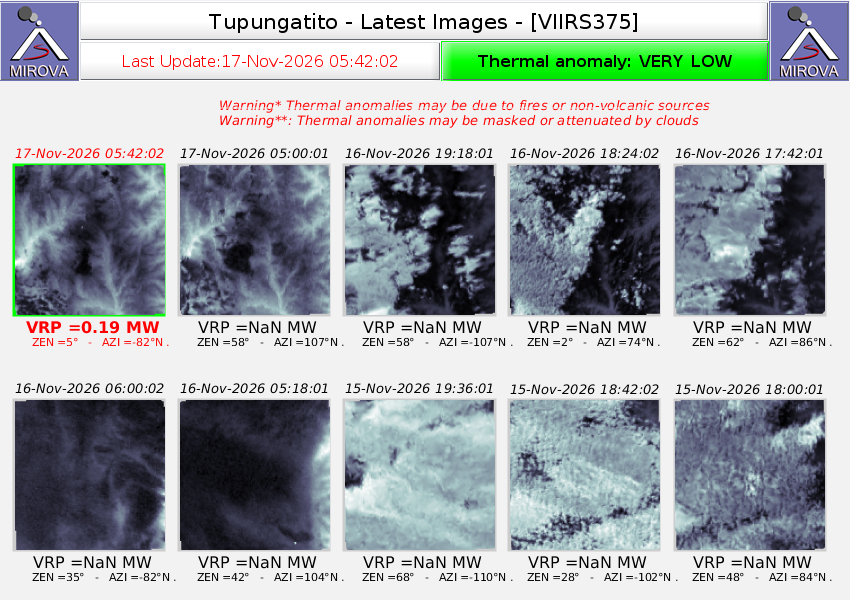 Tupungatito - Latest Images - [VIIRS375]
MIROVA
Last Update:17-Nov-2026 05:42:02
Thermal anomaly: VERY LOW
MIROVA
Warning* Thermal anomalies may be due to fires or non-volcanic sources
Warning**: Thermal anomalies may be masked or attenuated by clouds
17-Nov-2026 05:42:02 17-Nov-2026 05:00:01 16-Nov-2026 19:18:01 16-Nov-2026 18:24:02 16-Nov-2026 17:42:01
VRP =0.19 MW VRP =NaN MW VRP =NaN MW VRP =NaN MW VRP =NaN MW
ZEN =5° - AZI =-82°N . ZEN =58° - AZI =107°N . ZEN =58° - AZI =-107°N . ZEN =2° - AZI =74°N . ZEN =62° - AZI =86°N .
16-Nov-2026 06:00:02 16-Nov-2026 05:18:01 15-Nov-2026 19:36:01 15-Nov-2026 18:42:02 15-Nov-2026 18:00:01
VRP =NaN MW VRP =NaN MW VRP =NaN MW VRP =NaN MW VRP =NaN MW
ZEN =35° - AZI =-82°N . ZEN =42° - AZI =104°N . ZEN =68° - AZI =-110°N . ZEN =28° - AZI =-102°N . ZEN =48° - AZI =84°N .